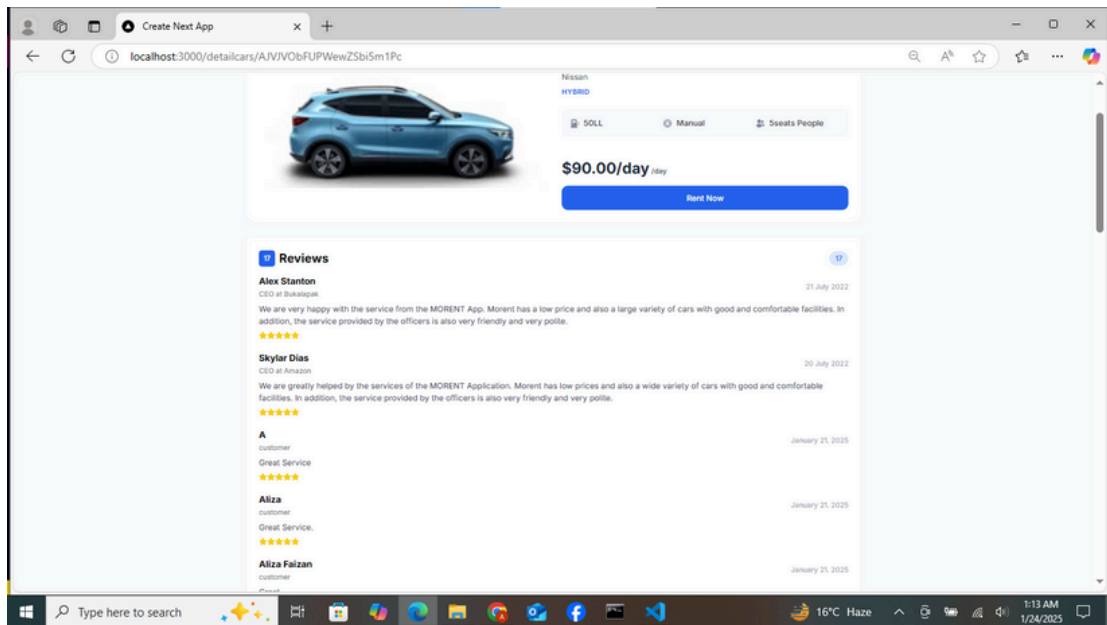 Create Next App
localhost:3000/detailcars/AJVJVObFUPWewZSbi5m1Pc
Nissan
HYBRID
50LL Manual 5seats People
$90.00/day /day
Rent Now
17 Reviews 17
Alex Stanton 21 July 2022
CEO at Bukalapak
We are very happy with the service from the MORENT App. Morent has a low price and also a large variety of cars with good and comfortable facilities. In
addition, the service provided by the officers is also very friendly and very polite.
Skylar Dias 20 July 2022
CEO at Amazon
We are greatly helped by the services of the MORENT Application. Morent has low prices and also a wide variety of cars with good and comfortable
facilities. In addition, the service provided by the officers is also very friendly and very polite.
A January 21, 2025
customer
Great Service
Aliza January 21, 2025
customer
Great Service.
Aliza Faizan January 21, 2025
customer
Great
Type here to search 16°C Haze 1:13 AM
1/24/2025